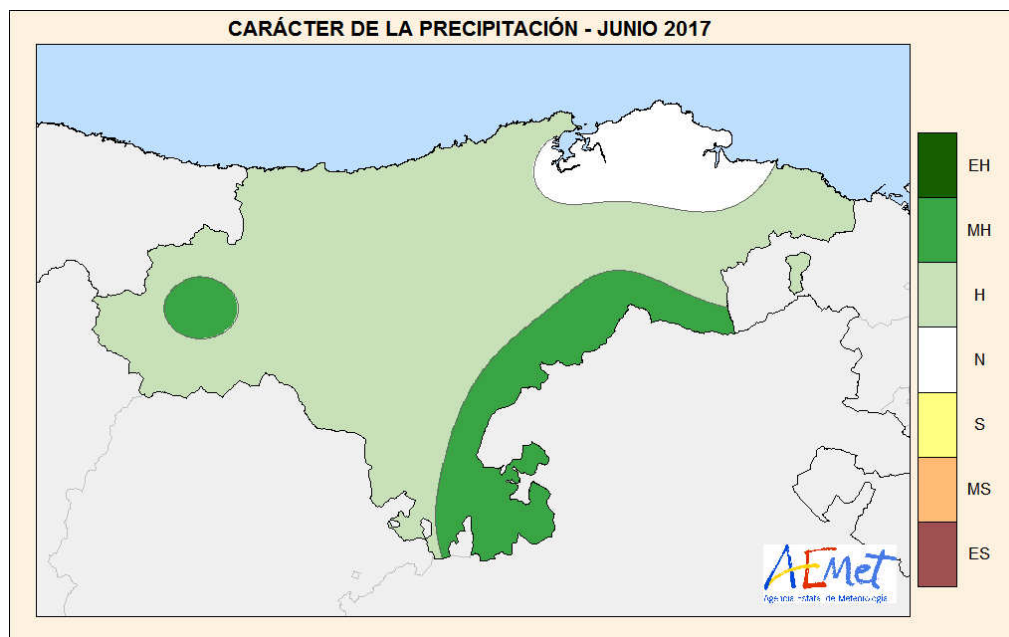 CARÁCTER DE LA PRECIPITACIÓN - JUNIO 2017
EH
MH
H
N
S
MS
ES
AEMet
Agencia Estatal de Meteorología